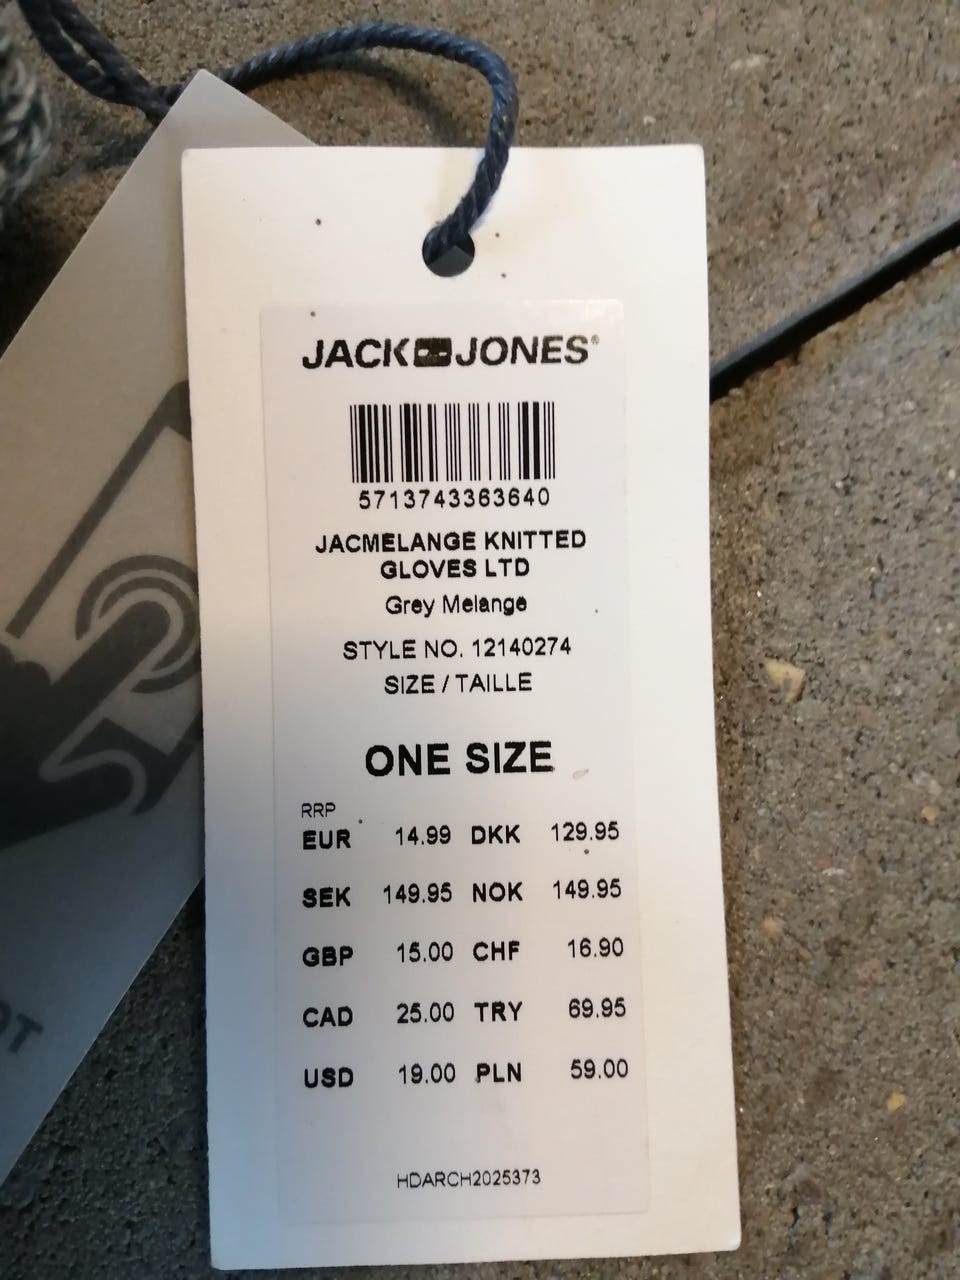 JACK JONES®
5713743363640
JACMELANGE KNITTED
GLOVES LTD
Grey Melange
STYLE NO. 12140274
SIZE / TAILLE
ONE SIZE
RRP
EUR 14.99 DKK 129.95
SEK 149.95 NOK 149.95
GBP 15.00 CHF 16.90
CAD 25.00 TRY 69.95
USD 19.00 PLN 59.00
HDARCH2025373